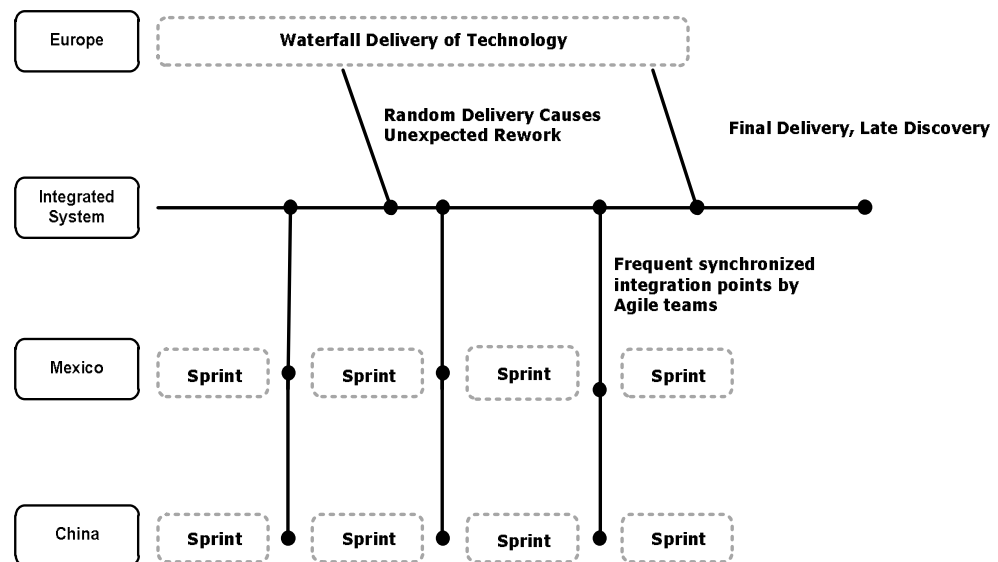 Europe
Waterfall Delivery of Technology
Random Delivery Causes
Unexpected Rework
Final Delivery, Late Discovery
Integrated
System
Frequent synchronized
integration points by
Agile teams
Mexico
Sprint
Sprint
Sprint
Sprint
China
Sprint
Sprint
Sprint
Sprint